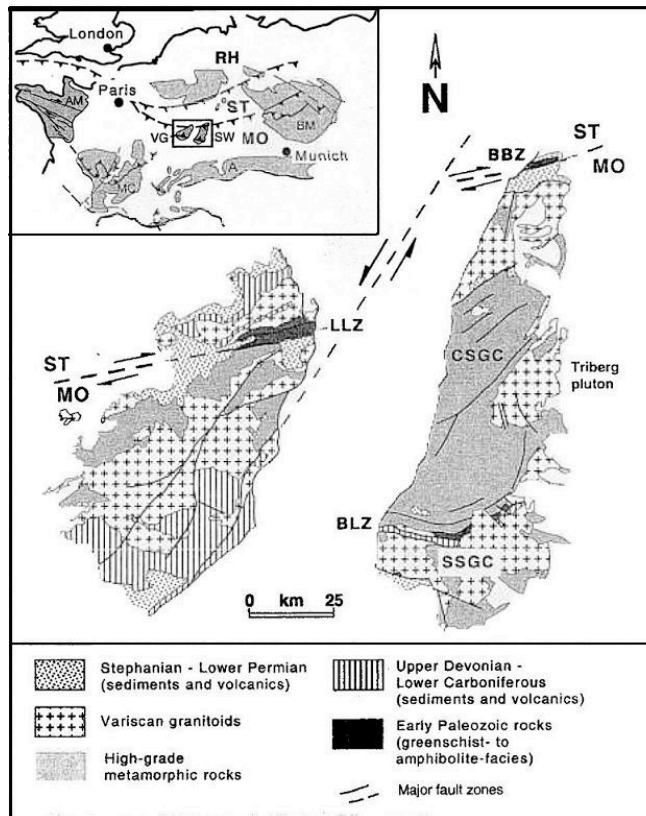 London
RH
Paris
AM
ST
VG
SW
MO
BM
Munich
MC
A
N
BBZ
ST
MO
LLZ
CSGC
ST
MO
Triberg
pluton
BLZ
SSGC
0 km 25
Stephanian - Lower Permian
(sediments and volcanics)
Variscan granitoids
High-grade
metamorphic rocks
Upper Devonian -
Lower Carboniferous
(sediments and volcanics)
Early Paleozoic rocks
(greenschist- to
amphibolite-facies)
Major fault zones